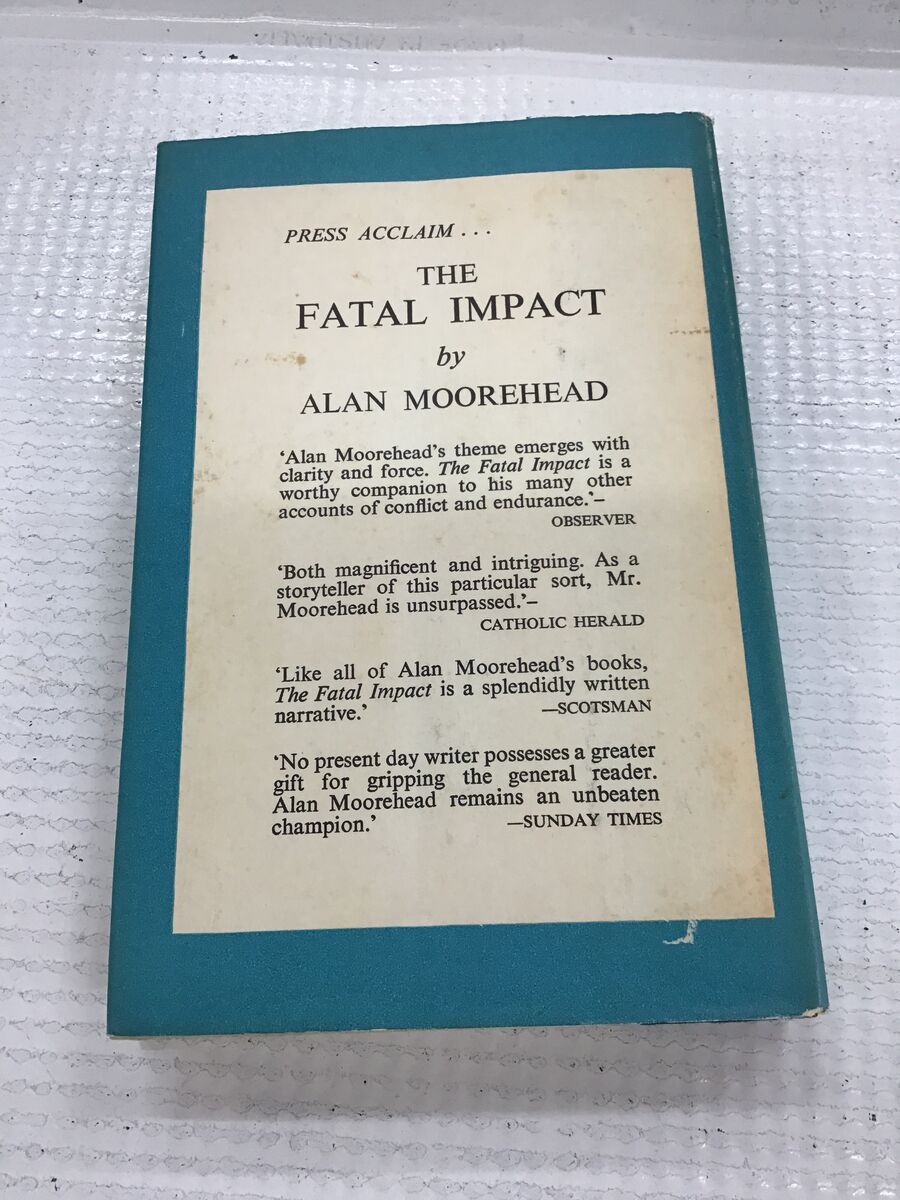 PRESS ACCLAIM . . .
THE
FATAL IMPACT
by
ALAN MOOREHEAD
‘Alan Moorehead’s theme emerges with
clarity and force. The Fatal Impact is a
worthy companion to his many other
accounts of conflict and endurance.’–
OBSERVER
‘Both magnificent and intriguing. As a
storyteller of this particular sort, Mr.
Moorehead is unsurpassed.’–
CATHOLIC HERALD
‘Like all of Alan Moorehead’s books,
The Fatal Impact is a splendidly written
narrative.’ —SCOTSMAN
‘No present day writer possesses a greater
gift for gripping the general reader.
Alan Moorehead remains an unbeaten
champion.’ —SUNDAY TIMES